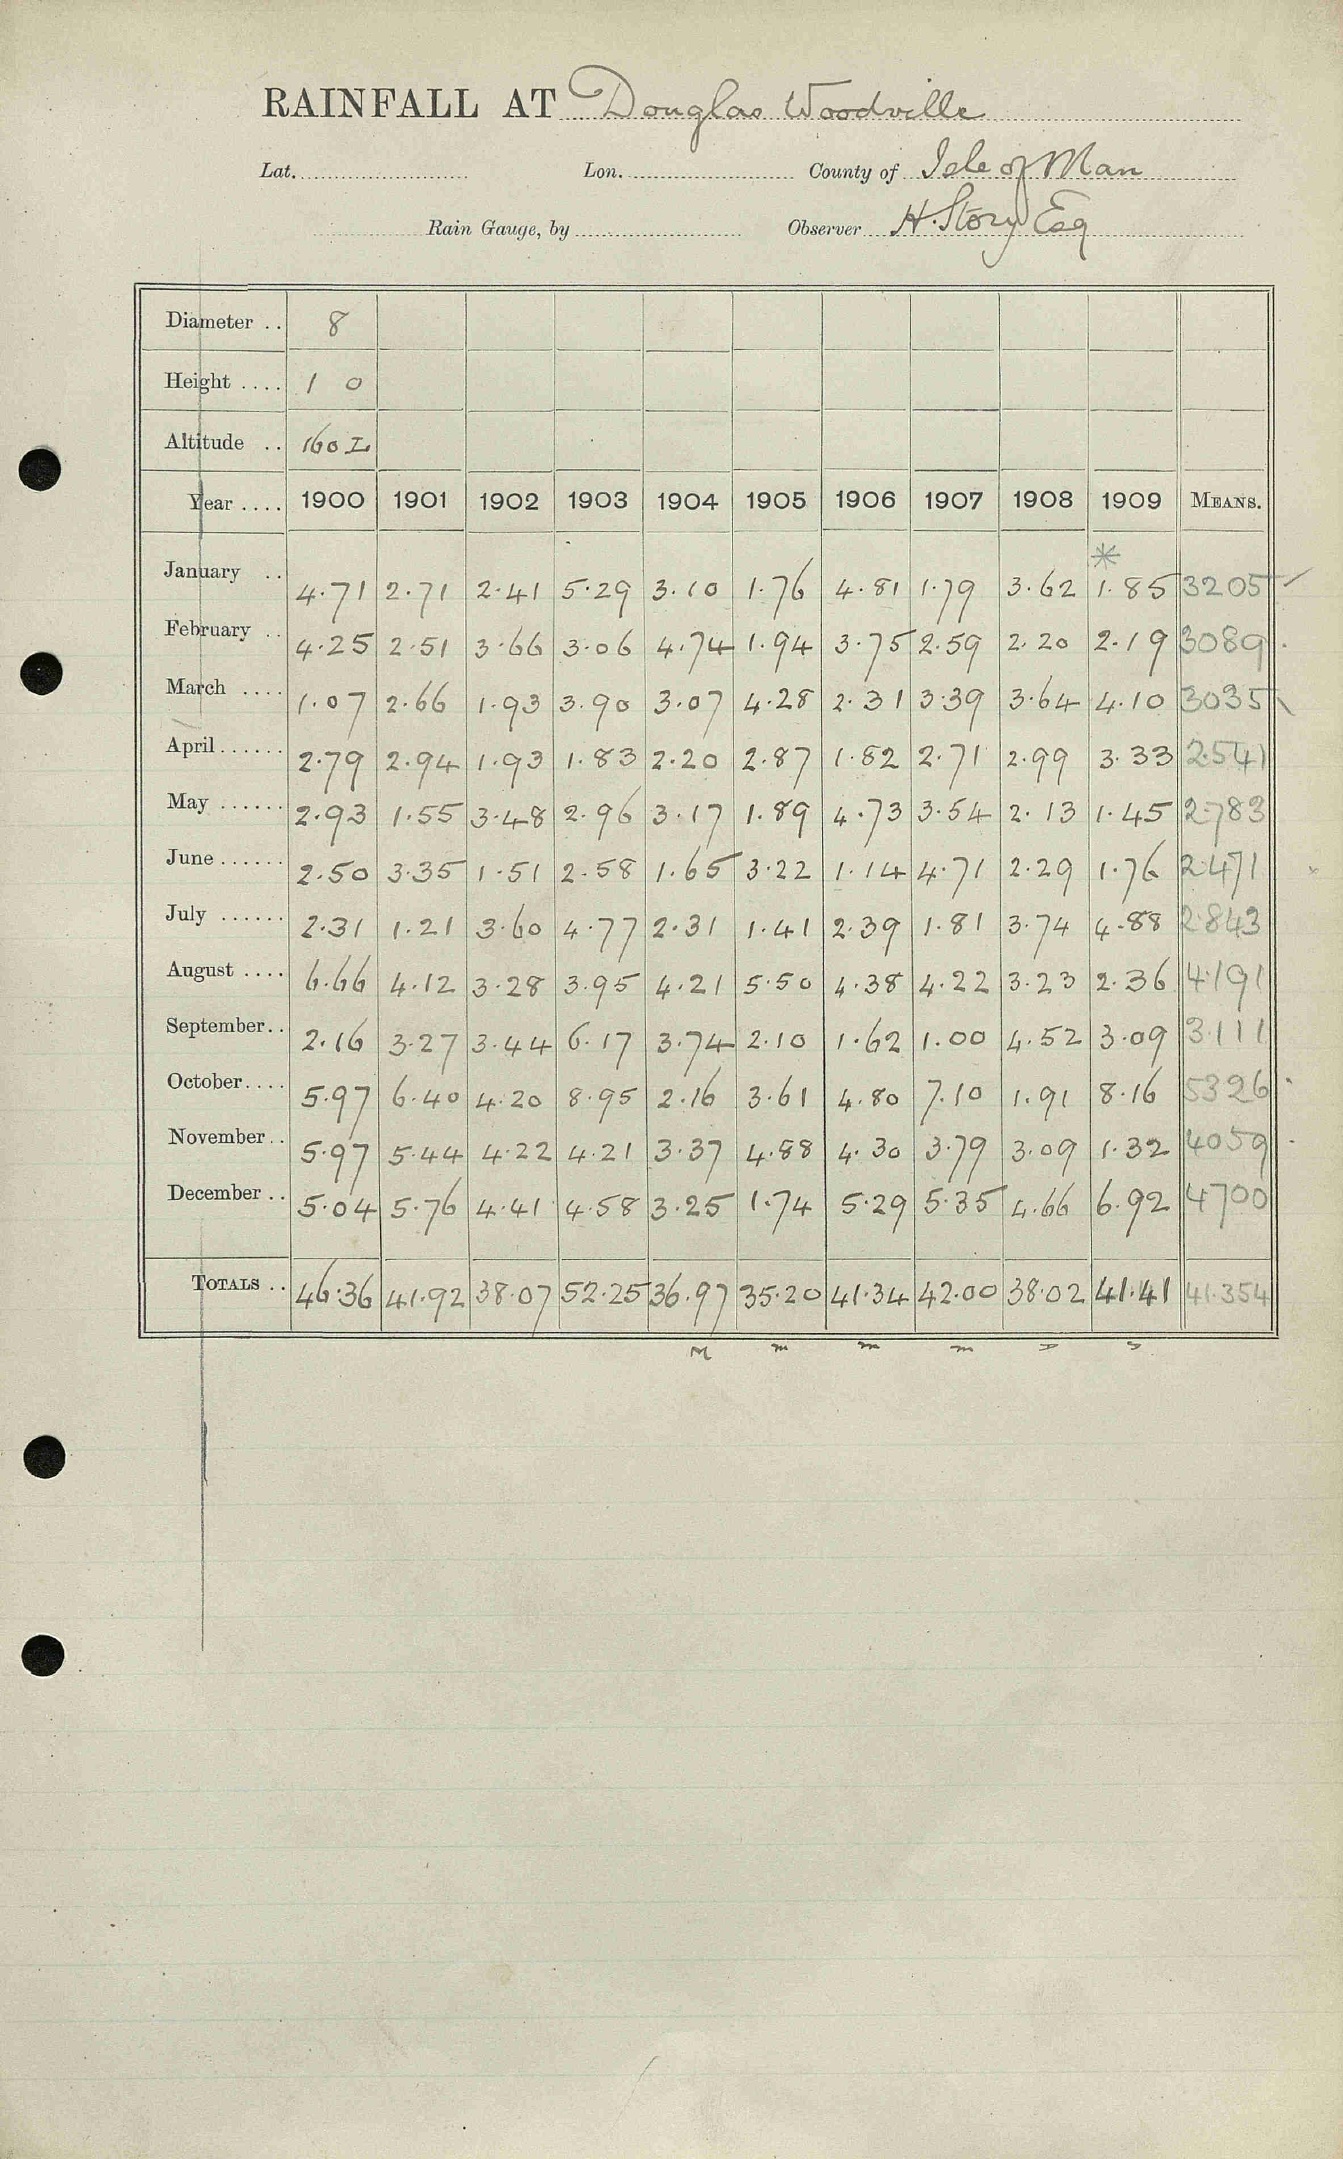 RAINFALL AT Douglas Woodville
Lat. Lon. County of Isle of Man
Rain Gauge, by Observer H. Story Esq
Diameter .. 8
Height .... 1 0
Altitude .. 160
Year .... 1900 1901 1902 1903 1904 1905 1906 1907 1908 1909 MEANS.
*
January .. 4.71 2.71 2.41 5.29 3.10 1.76 4.81 1.79 3.62 1.85 3205
February .. 4.25 2.51 3.66 3.06 4.74 1.94 3.75 2.59 2.20 2.19 3089
March .... 1.07 2.66 1.93 3.90 3.07 4.28 2.31 3.39 3.64 4.10 3035
April ...... 2.79 2.94 1.93 1.83 2.20 2.87 1.82 2.71 2.99 3.33 2.541
May ...... 2.93 1.55 3.48 2.96 3.17 1.89 4.73 3.54 2.13 1.45 2.783
June ...... 2.50 3.35 1.51 2.58 1.65 3.22 1.14 4.71 2.29 1.76 2.471
July ...... 2.31 1.21 3.60 4.77 2.31 1.41 2.39 1.81 3.74 4.88 2.843
August .... 6.66 4.12 3.28 3.95 4.21 5.50 4.38 4.22 3.23 2.36 4.191
September .. 2.16 3.27 3.44 6.17 3.74 2.10 1.62 1.00 4.52 3.09 3.111
October .... 5.97 6.40 4.20 8.95 2.16 3.61 4.80 7.10 1.91 8.16 5326
November .. 5.97 5.44 4.22 4.21 3.37 4.88 4.30 3.79 3.09 1.32 4059
December .. 5.04 5.76 4.41 4.58 3.25 1.74 5.29 5.35 4.66 6.92 4700
TOTALS .. 46.36 41.92 38.07 52.25 36.97 35.20 41.34 42.00 38.02 41.41 41.354